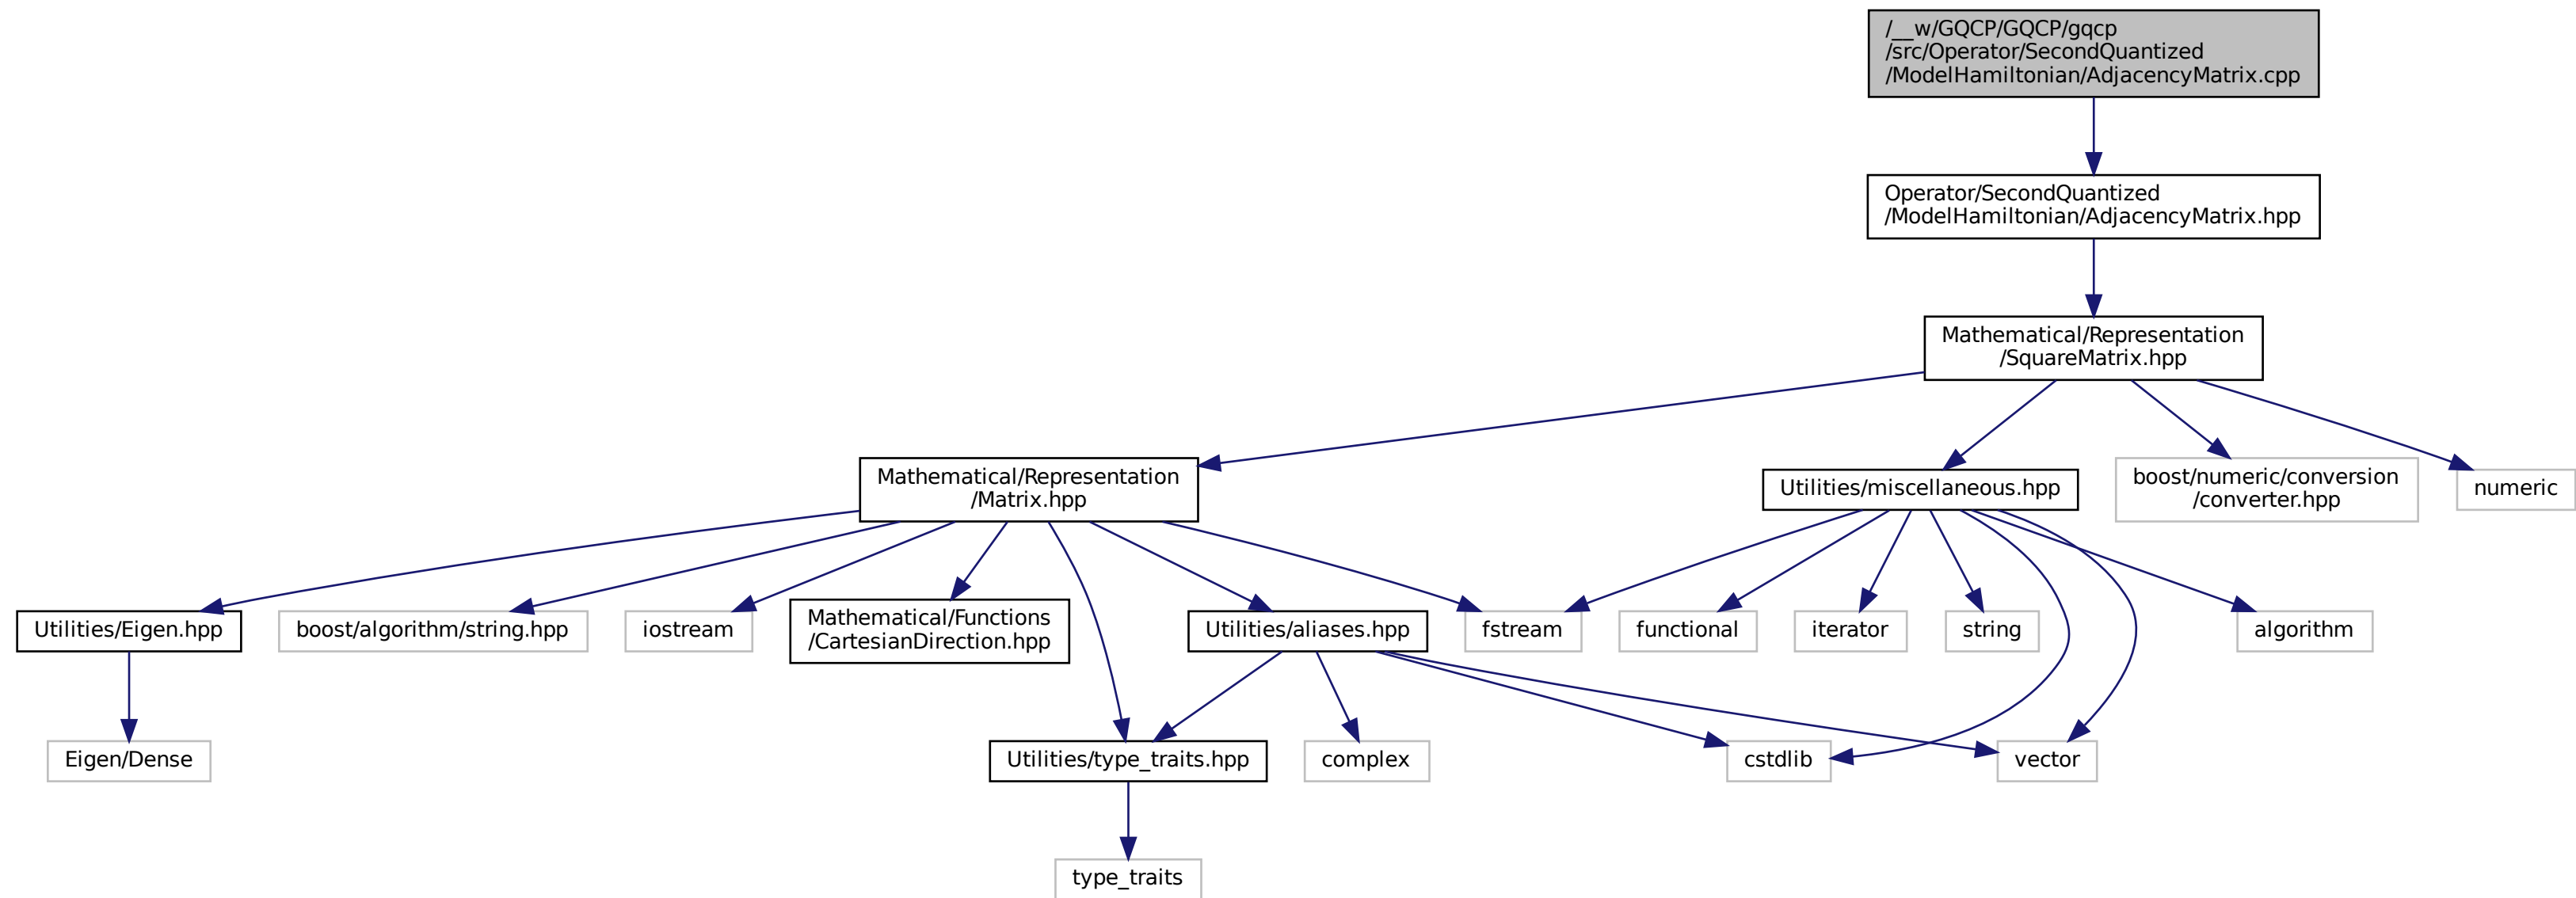 /__w/GQCP/GQCP/gqcp
/src/Operator/SecondQuantized
/ModelHamiltonian/AdjacencyMatrix.cpp
Operator/SecondQuantized
/ModelHamiltonian/AdjacencyMatrix.hpp
Mathematical/Representation
/SquareMatrix.hpp
Mathematical/Representation
/Matrix.hpp
Utilities/miscellaneous.hpp
boost/numeric/conversion
/converter.hpp
numeric
Utilities/Eigen.hpp
boost/algorithm/string.hpp
iostream
Mathematical/Functions
/CartesianDirection.hpp
Utilities/aliases.hpp
fstream
functional
iterator
string
algorithm
Eigen/Dense
Utilities/type_traits.hpp
complex
cstdlib
vector
type_traits